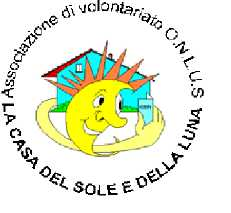 Associazione di volontariato O.N.L.U.S
LA CASA DEL SOLE E DELLA LUNA